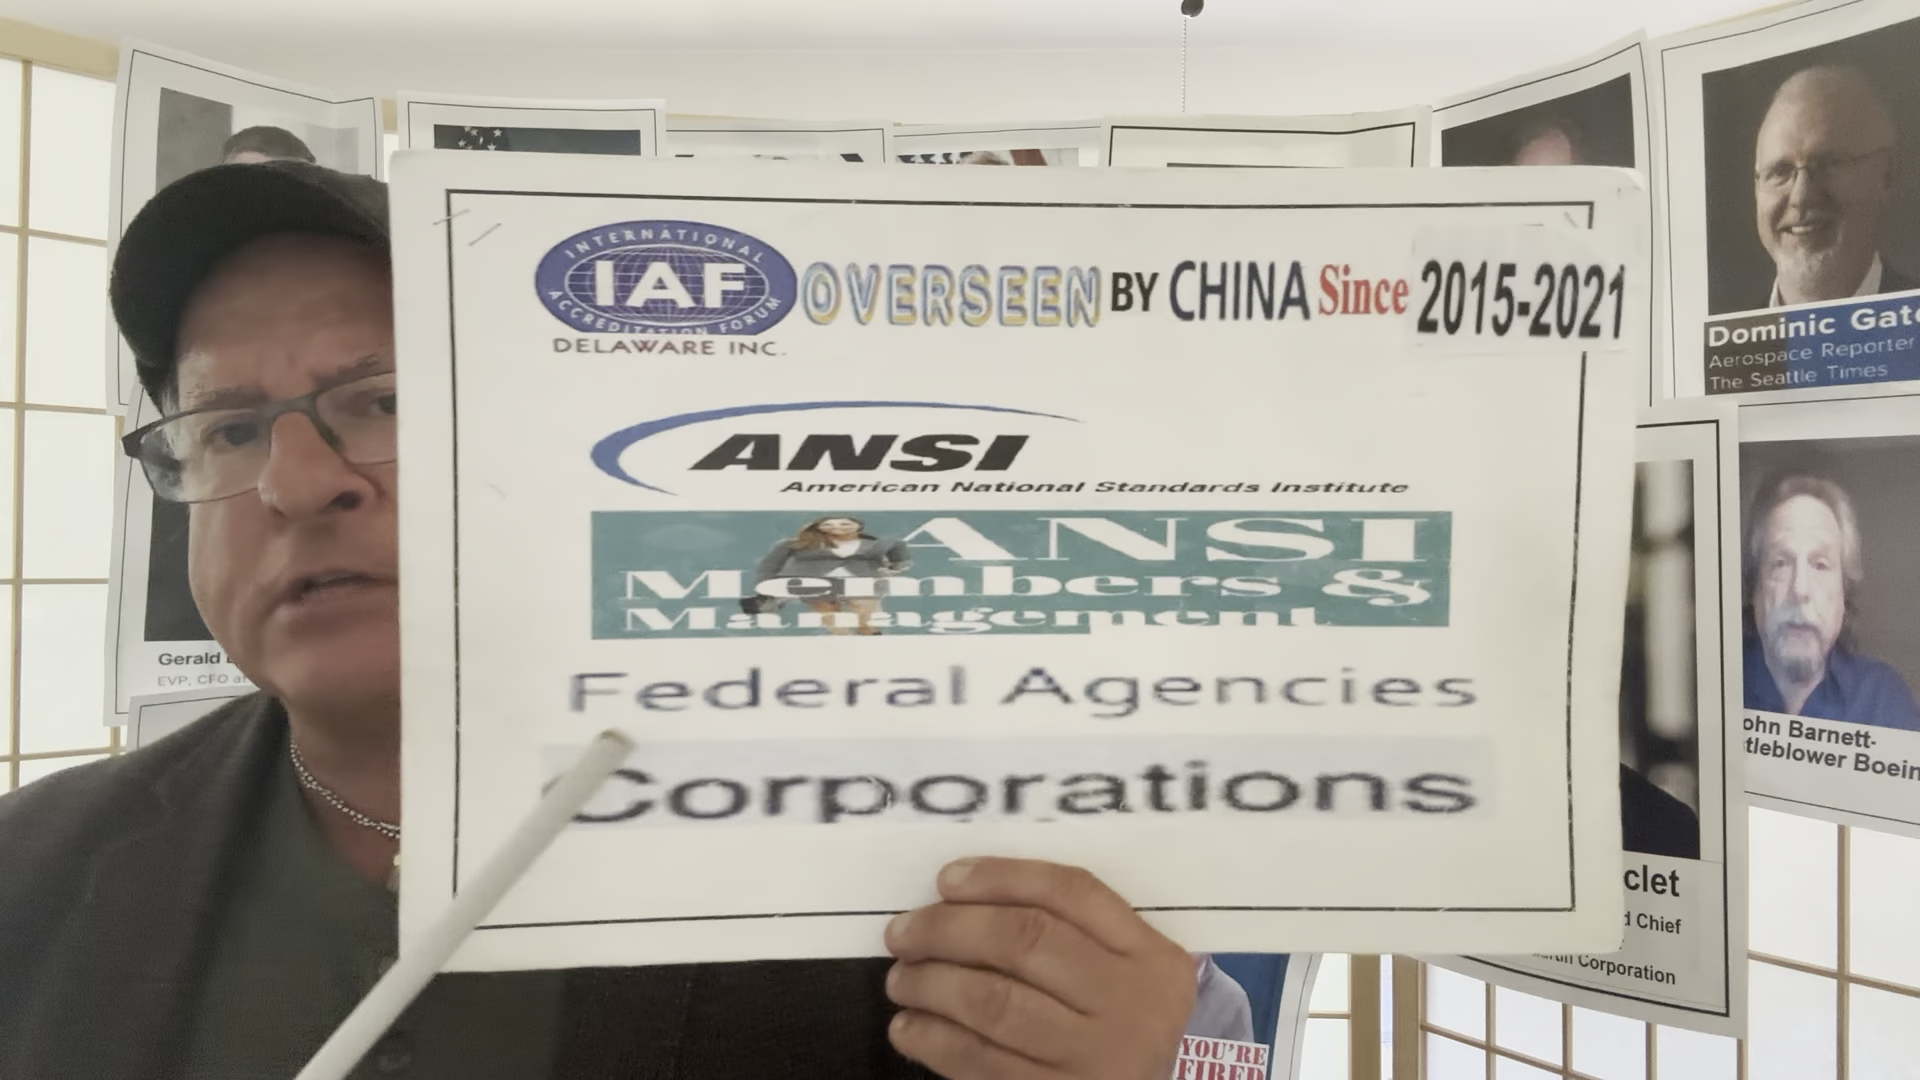 INTERNATIONAL
IAF
ACCREDITATION FORUM
DELAWARE INC.
OVERSEEN BY CHINA Since 2015-2021
ANSI
American National Standards Institute
ANSI
Members &
Management
Federal Agencies
Corporations
Gerald
EVP, CFO
Dominic
Aerospace Reporter
The Seattle Times
ohn Barnett-
tleblower Boein
clet
d Chief
Corporation
YOU'RE
FIRED